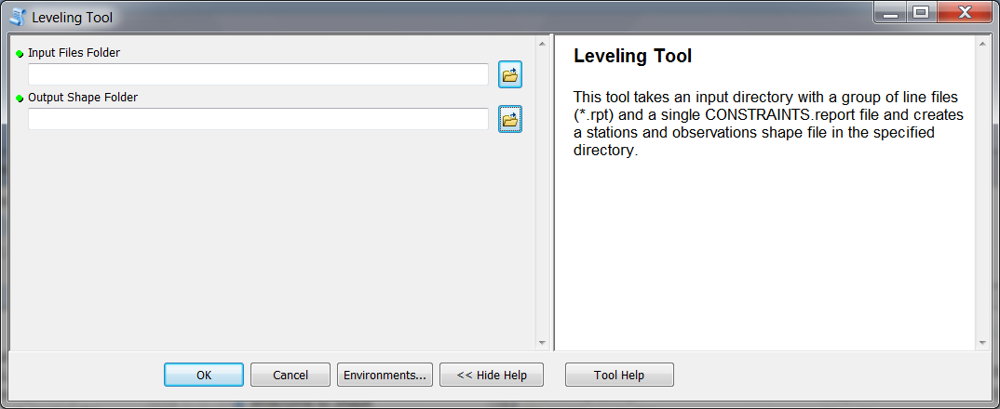 Leveling Tool
Input Files Folder
Output Shape Folder
Leveling Tool
This tool takes an input directory with a group of line files
(*.rpt) and a single CONSTRAINTS.report file and creates
a stations and observations shape file in the specified
directory.
OK
Cancel
Environments...
<< Hide Help
Tool Help